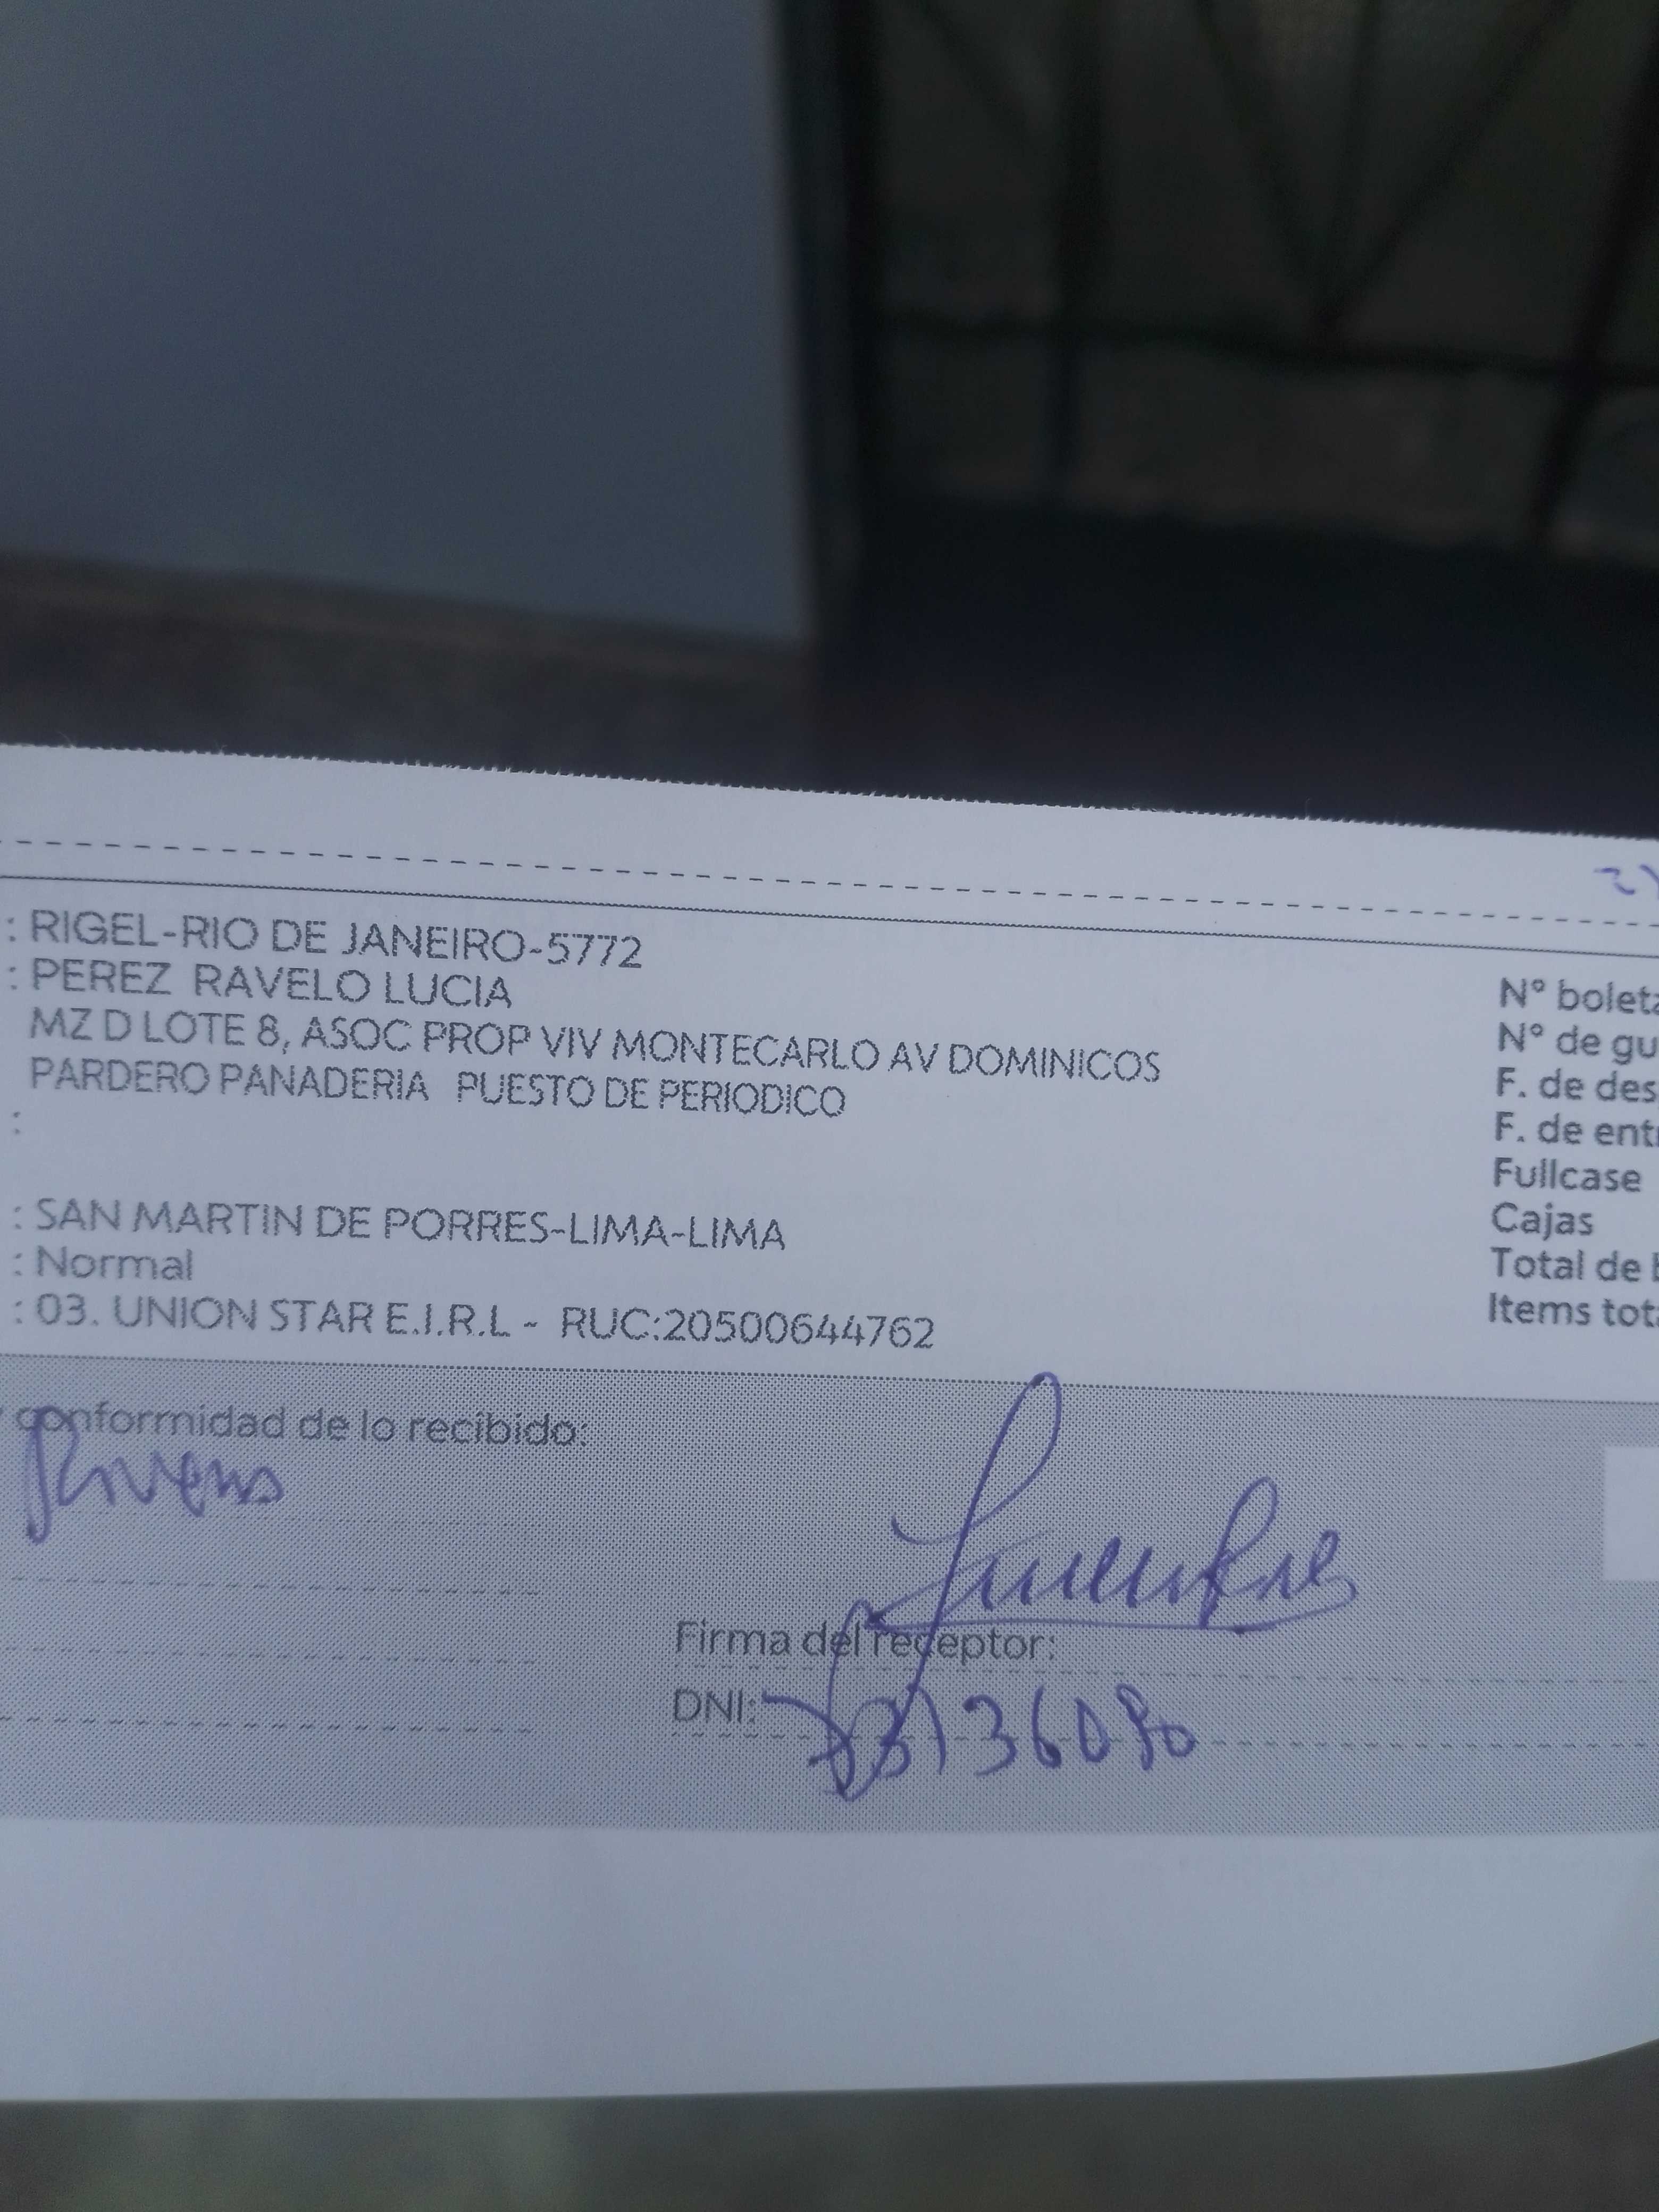 : RIGEL-RIO DE JANEIRO-5772
: PEREZ RAVELO LUCIA
MZ D LOTE 8, ASOC PROP VIV MONTECARLO AV DOMINICOS
PARDERO PANADERIA PUESTO DE PERIODICO
:
: SAN MARTIN DE PORRES-LIMA-LIMA
: Normal
: 03. UNION STAR E.I.R.L - RUC:20500644762
Nº boleta
Nº de gu
F. de des
F. de ent
Fullcase
Cajas
Total de
Items tot
conformidad de lo recibido:
Firma del receptor:
DNI: